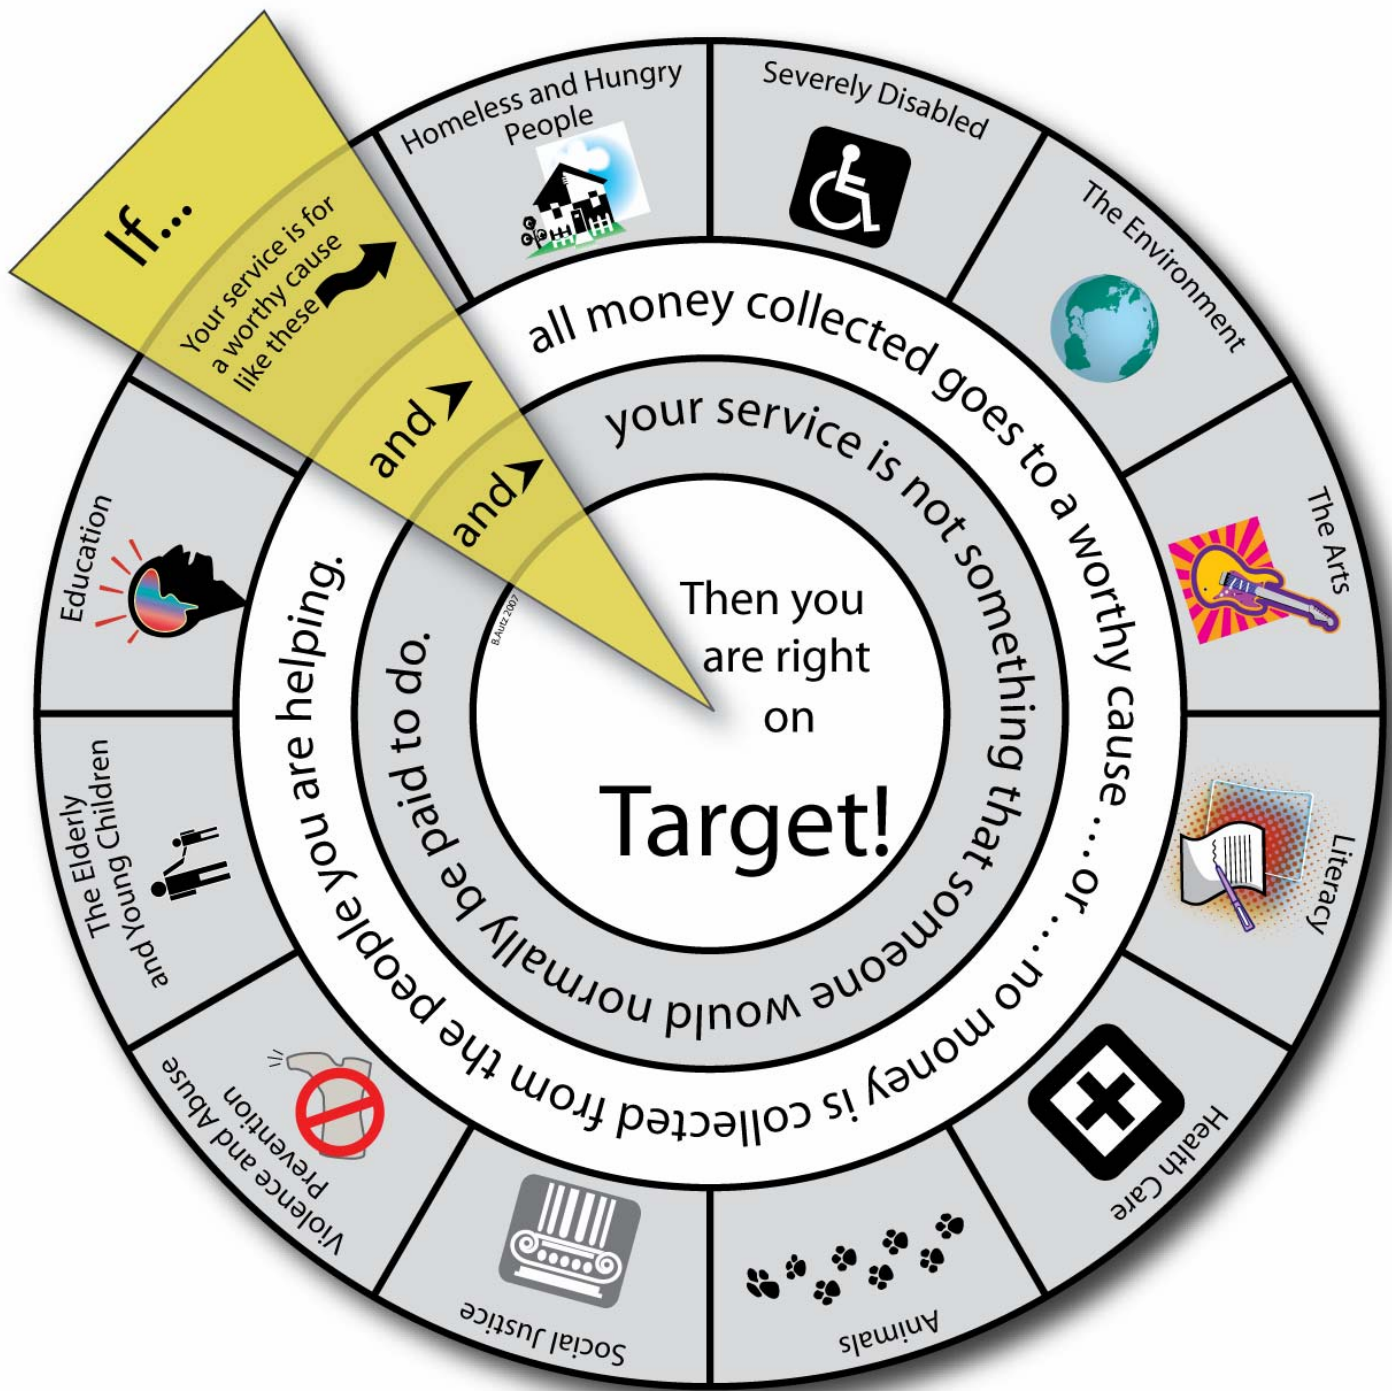 If...
Your service is for
a worthy cause
like these
Homeless and Hungry
People
Severely Disabled
The Environment
The Arts
Literacy
Health Care
Animals
Social Justice
Violence and Abuse
Prevention
The Elderly
and Young Children
Education
and
all money collected goes to a worthy cause....or....no money is collected from the people you are helping.
and
your service is not something that someone would normally be paid to do.
Then you
are right
on
Target!
B.Autz 2007